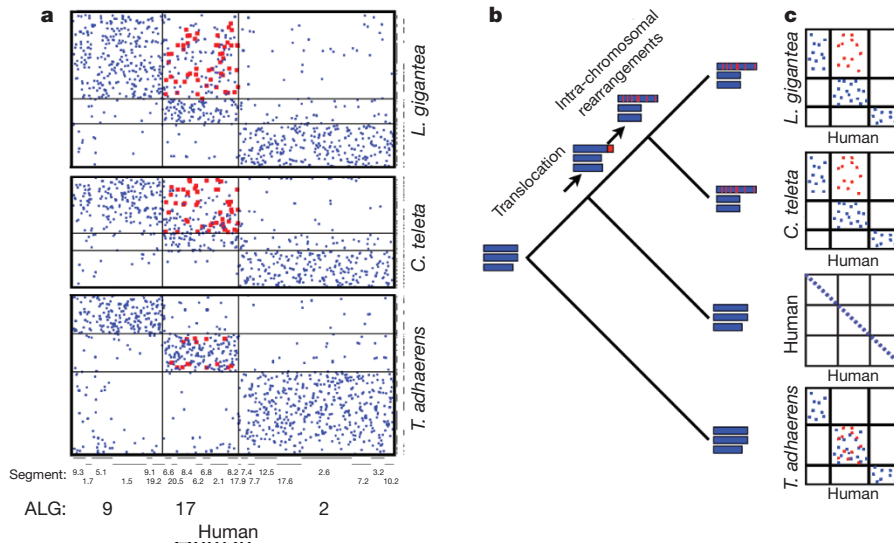 a
L. gigantea
C. teleta
T. adhaerens
Segment:
9.3 5.1 9.1 6.6 8.4 6.8 8.2 7.4 12.5 2.6 3.2
1.7 1.5 19.2 20.5 6.2 2.1 17.9 7.7 17.6 7.2 10.2
ALG: 9 17 2
Human
b
Translocation
Intra-chromosomal
rearrangements
c
L. gigantea
Human
C. teleta
Human
Human
Human
T. adhaerens
Human